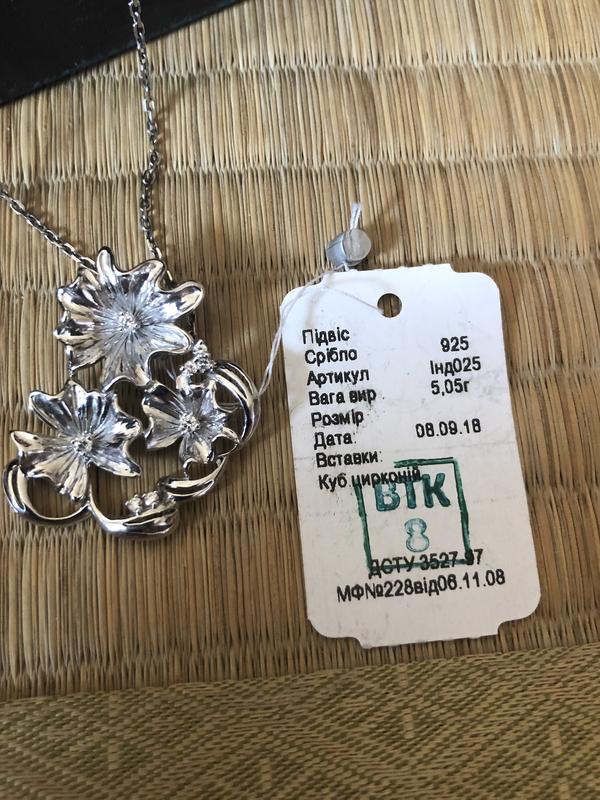 Підвіс
Срібло 925
Артикул Інд025
Вага вир 5,05г
Розмір
Дата: 08.09.18
Вставки:
Куб.цирконій
ВТК
8
ДСТУ 3527-97
МФ№228від06.11.08